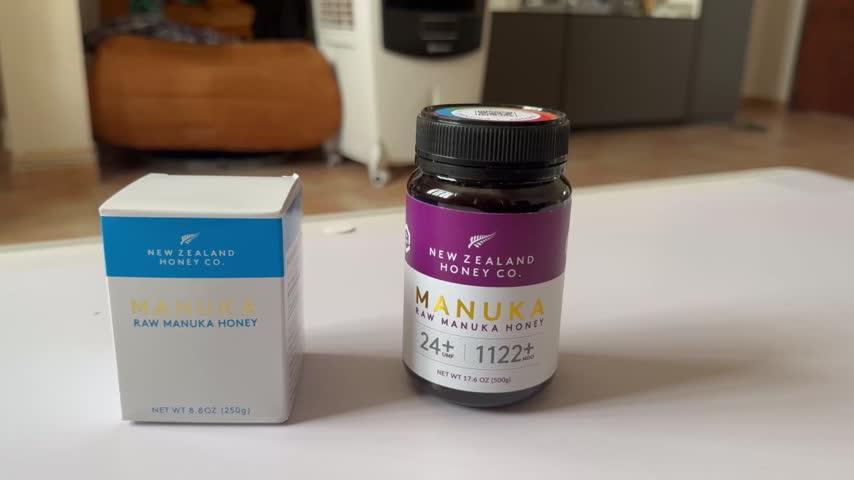 NEW ZEALAND
HONEY CO.
MANUKA
RAW MANUKA HONEY
NET WT 8.8OZ (250g)
NEW ZEALAND
HONEY CO.
MANUKA
RAW MANUKA HONEY
24+ UMF 1122+ MGO
NET WT 17.6 OZ (500g)